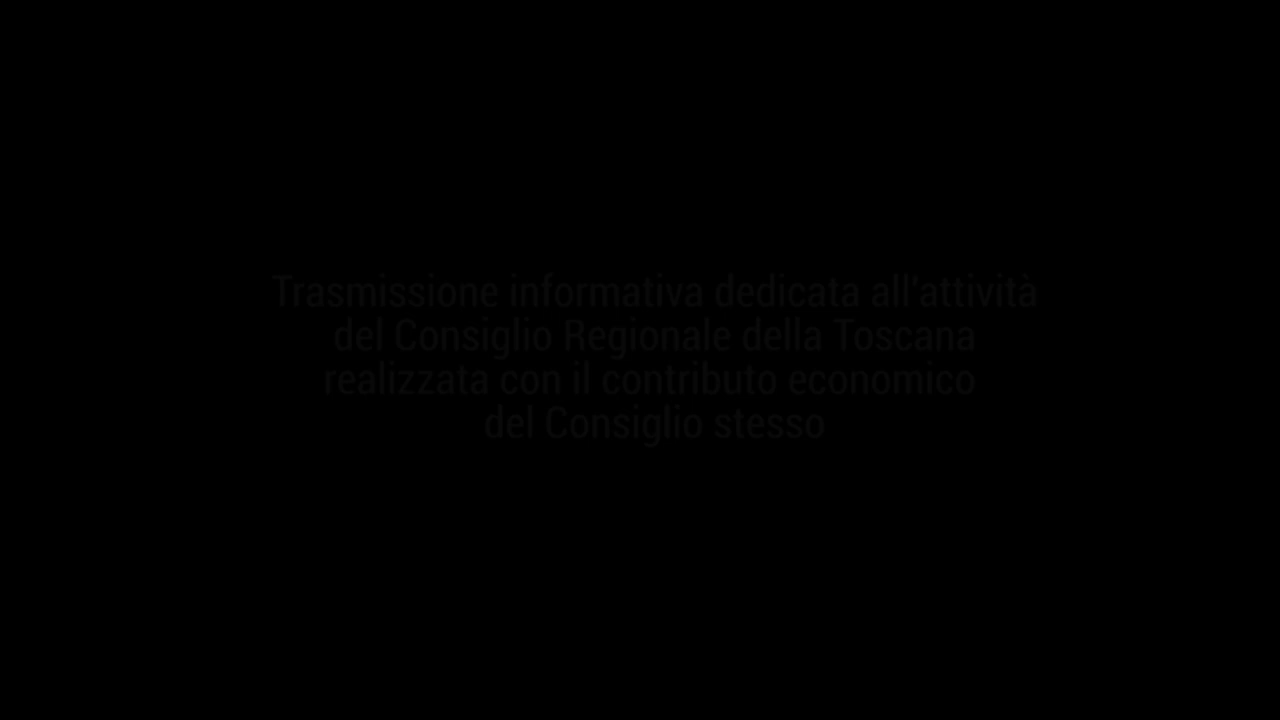 Trasmissione informativa dedicata all'attività
del Consiglio Regionale della Toscana
realizzata con il contributo economico
del Consiglio stesso